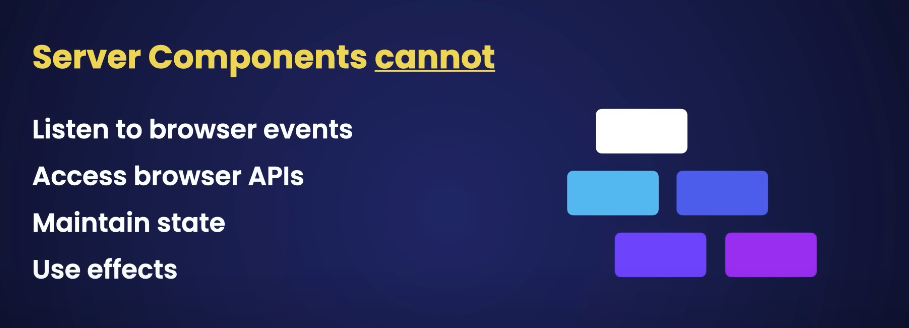 Server Components cannot
Listen to browser events
Access browser APIs
Maintain state
Use effects